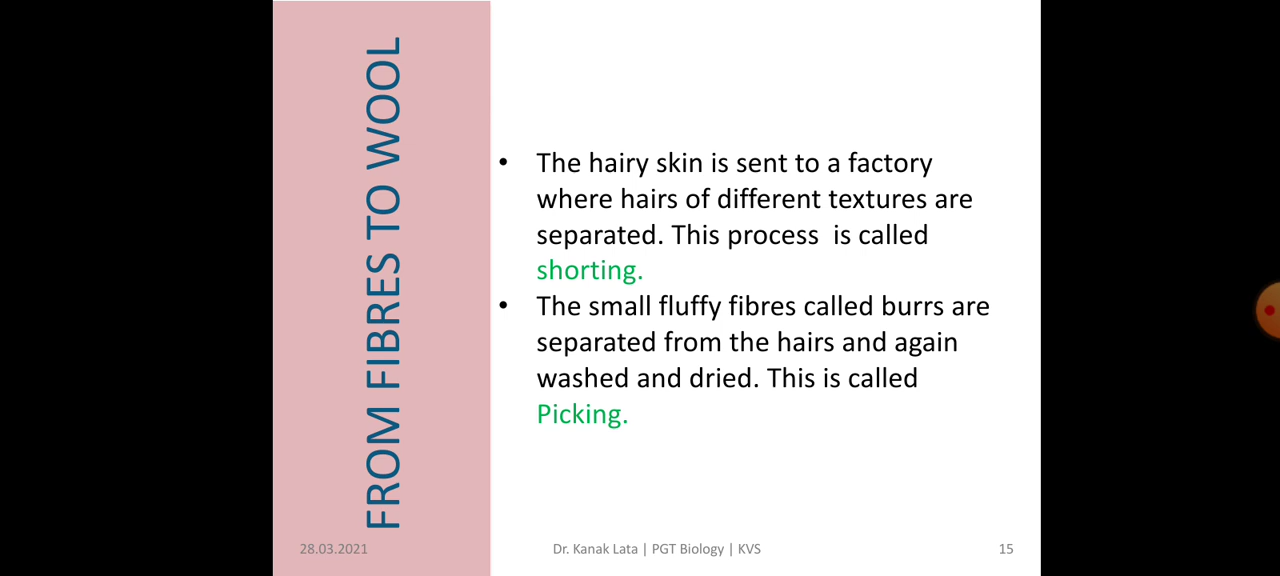 FROM FIBRES TO WOOL
• The hairy skin is sent to a factory
where hairs of different textures are
separated. This process  is called
shorting.
• The small fluffy fibres called burrs are
separated from the hairs and again
washed and dried. This is called
Picking.
28.03.2021
Dr. Kanak Lata | PGT Biology | KVS
15